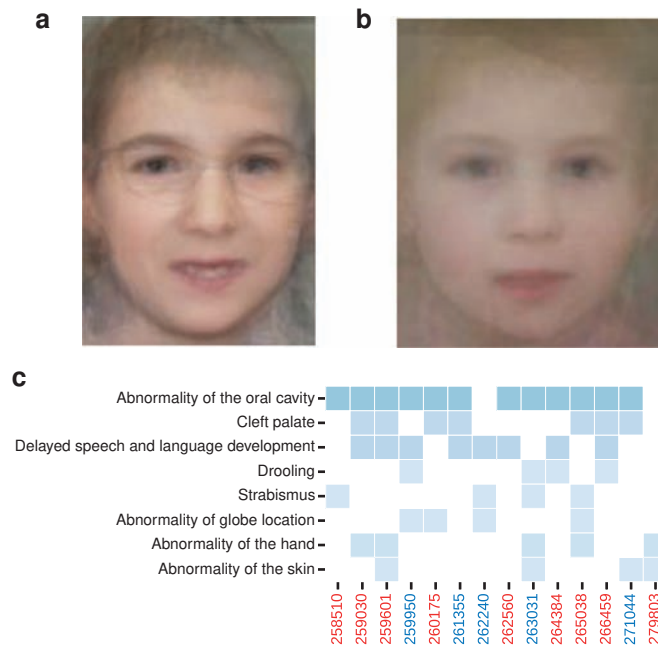 a
b
c
Abnormality of the oral cavity
Cleft palate
Delayed speech and language development
Drooling
Strabismus
Abnormality of globe location
Abnormality of the hand
Abnormality of the skin
258510
259030
259601
259950
260175
261355
262240
262560
263031
264384
265038
266459
271044
279803